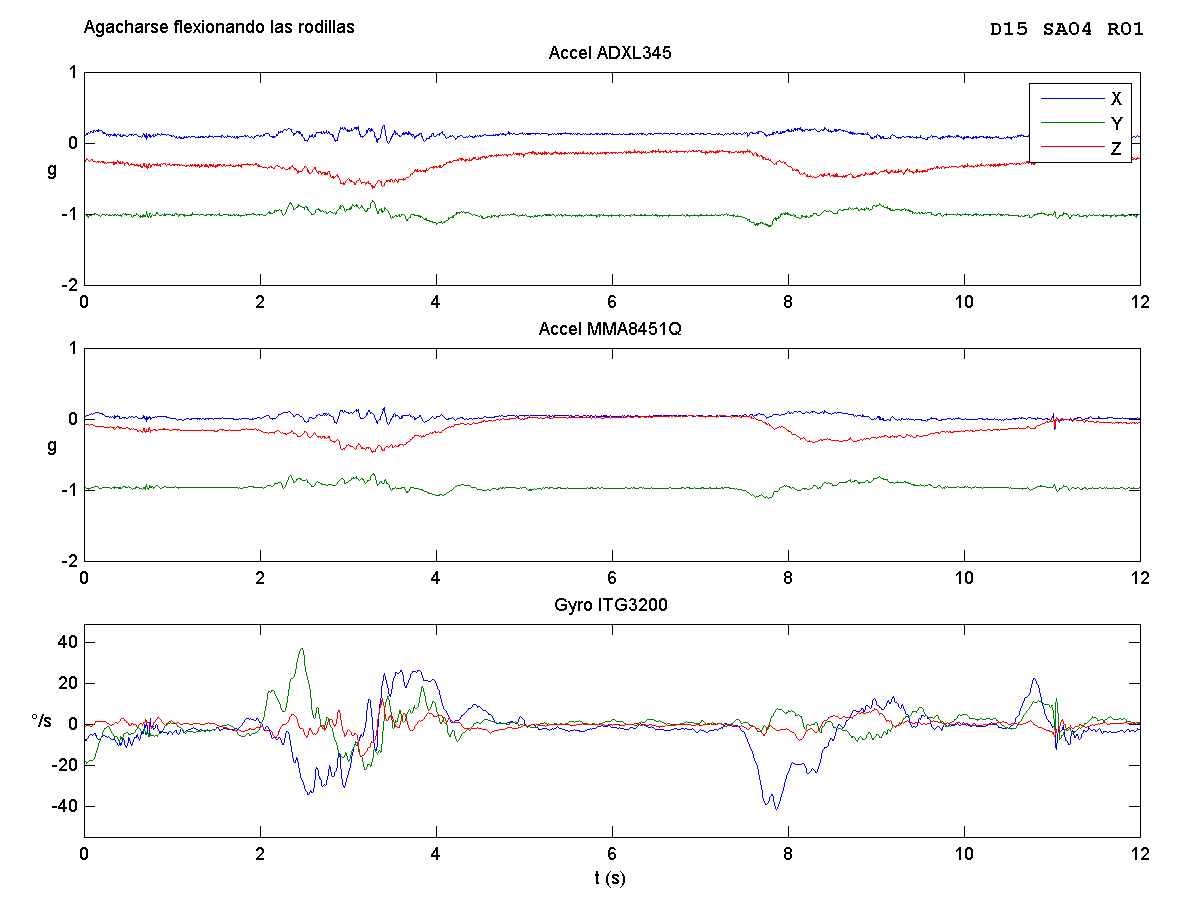 Agacharse flexionando las rodillas
D15 SA04 R01
Accel ADXL345
1
0
-1
-2
g
X
Y
Z
0 2 4 6 8 10 12
Accel MMA8451Q
1
0
-1
-2
g
0 2 4 6 8 10 12
Gyro ITG3200
40
20
0
-20
-40
°/s
0 2 4 6 8 10 12
t (s)